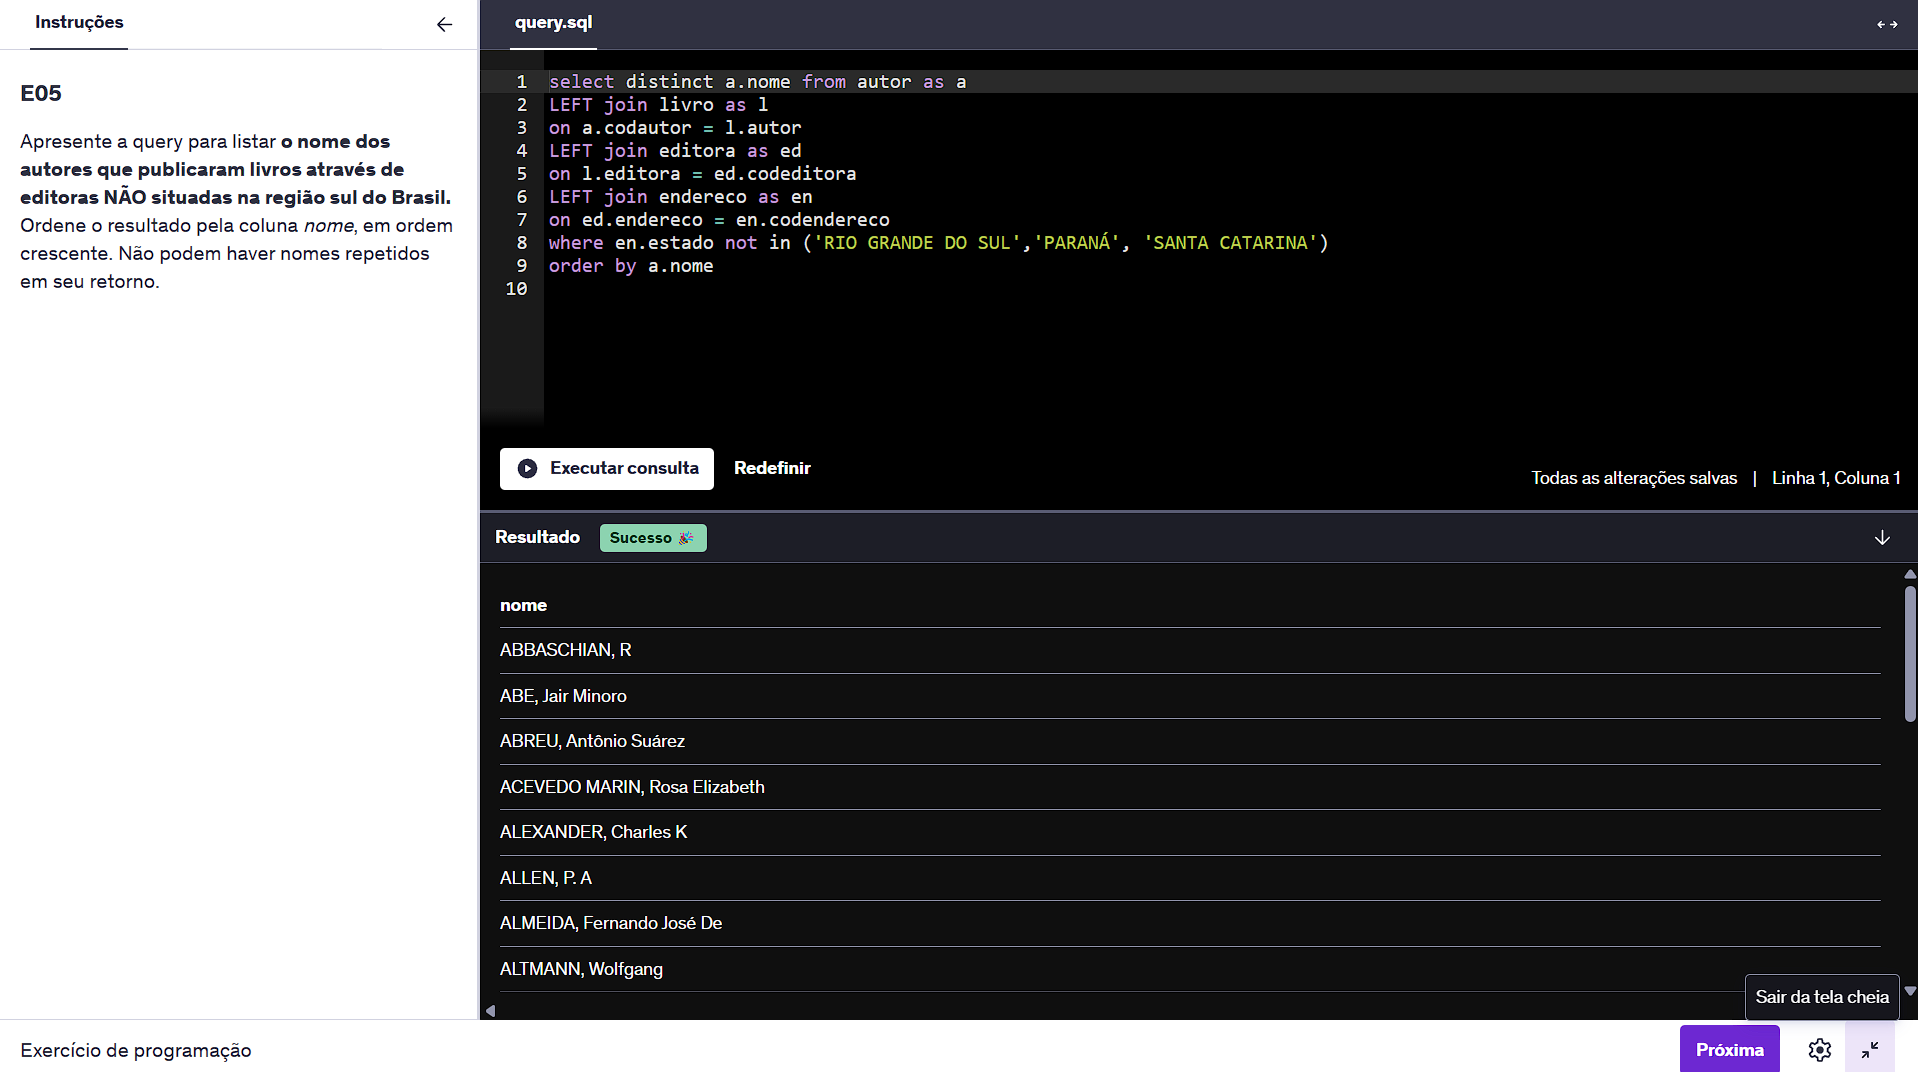 Instruções
E05
Apresente a query para listar o nome dos
autores que publicaram livros através de
editoras NÃO situadas na região sul do Brasil.
Ordene o resultado pela coluna nome, em ordem
crescente. Não podem haver nomes repetidos
em seu retorno.
query.sql
1 select distinct a.nome from autor as a
2 LEFT join livro as l
3 on a.codautor = l.autor
4 LEFT join editora as ed
5 on l.editora = ed.codeditora
6 LEFT join endereco as en
7 on ed.endereco = en.codendereco
8 where en.estado not in ('RIO GRANDE DO SUL','PARANÁ', 'SANTA CATARINA')
9 order by a.nome
10
Executar consulta Redefinir
Todas as alterações salvas | Linha 1, Coluna 1
Resultado Sucesso 🎉
nome
ABBASCHIAN, R
ABE, Jair Minoro
ABREU, Antônio Suárez
ACEVEDO MARIN, Rosa Elizabeth
ALEXANDER, Charles K
ALLEN, P. A
ALMEIDA, Fernando José De
ALTMANN, Wolfgang
Sair da tela cheia
Exercício de programação
Próxima